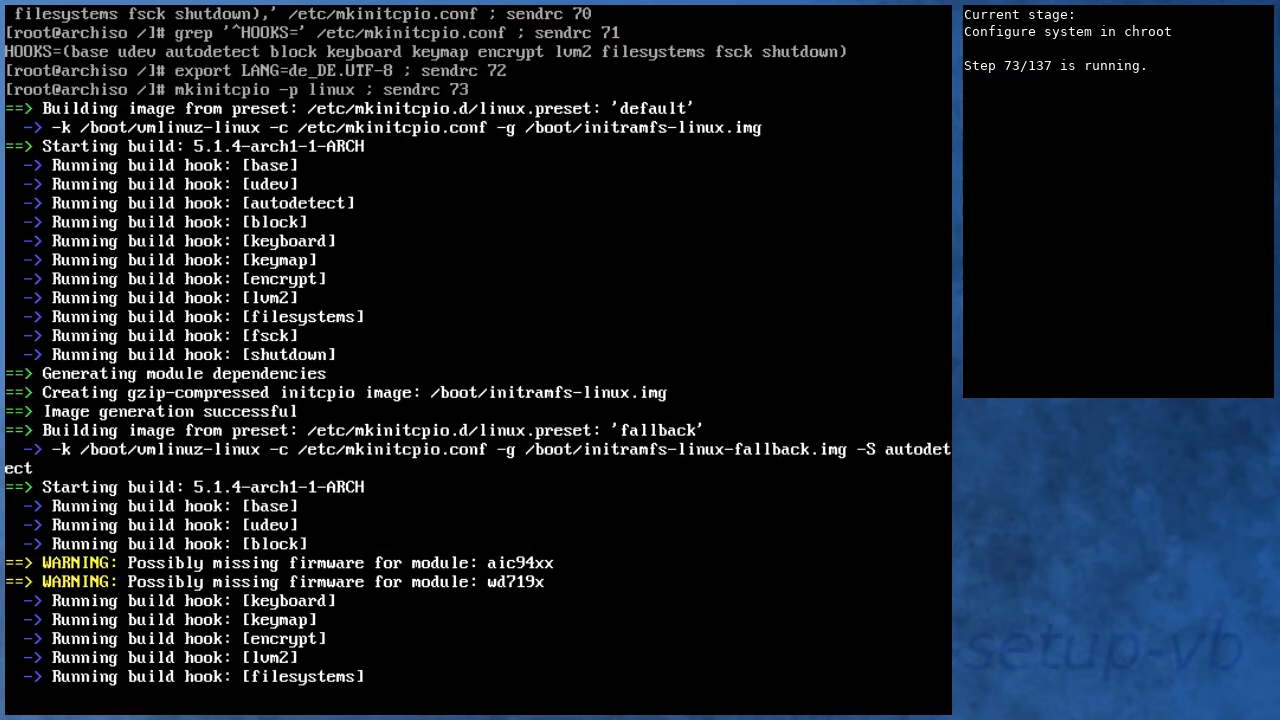 filesystems fsck shutdown),' /etc/mkinitcpio.conf ; sendrc 70
[root@archiso /]# grep '^HOOKS=' /etc/mkinitcpio.conf ; sendrc 71
HOOKS=(base udev autodetect block keyboard keymap encrypt lvm2 filesystems fsck shutdown)
[root@archiso /]# export LANG=de_DE.UTF-8 ; sendrc 72
[root@archiso /]# mkinitcpio -p linux ; sendrc 73
==> Building image from preset: /etc/mkinitcpio.d/linux.preset: 'default'
  -> -k /boot/vmlinuz-linux -c /etc/mkinitcpio.conf -g /boot/initramfs-linux.img
==> Starting build: 5.1.4-arch1-1-ARCH
  -> Running build hook: [base]
  -> Running build hook: [udev]
  -> Running build hook: [autodetect]
  -> Running build hook: [block]
  -> Running build hook: [keyboard]
  -> Running build hook: [keymap]
  -> Running build hook: [encrypt]
  -> Running build hook: [lvm2]
  -> Running build hook: [filesystems]
  -> Running build hook: [fsck]
  -> Running build hook: [shutdown]
==> Generating module dependencies
==> Creating gzip-compressed initcpio image: /boot/initramfs-linux.img
==> Image generation successful
==> Building image from preset: /etc/mkinitcpio.d/linux.preset: 'fallback'
  -> -k /boot/vmlinuz-linux -c /etc/mkinitcpio.conf -g /boot/initramfs-linux-fallback.img -S autodet
ect
==> Starting build: 5.1.4-arch1-1-ARCH
  -> Running build hook: [base]
  -> Running build hook: [udev]
  -> Running build hook: [block]
==> WARNING: Possibly missing firmware for module: aic94xx
==> WARNING: Possibly missing firmware for module: wd719x
  -> Running build hook: [keyboard]
  -> Running build hook: [keymap]
  -> Running build hook: [encrypt]
  -> Running build hook: [lvm2]
  -> Running build hook: [filesystems]
Current stage:
Configure system in chroot
Step 73/137 is running.
setup-vb